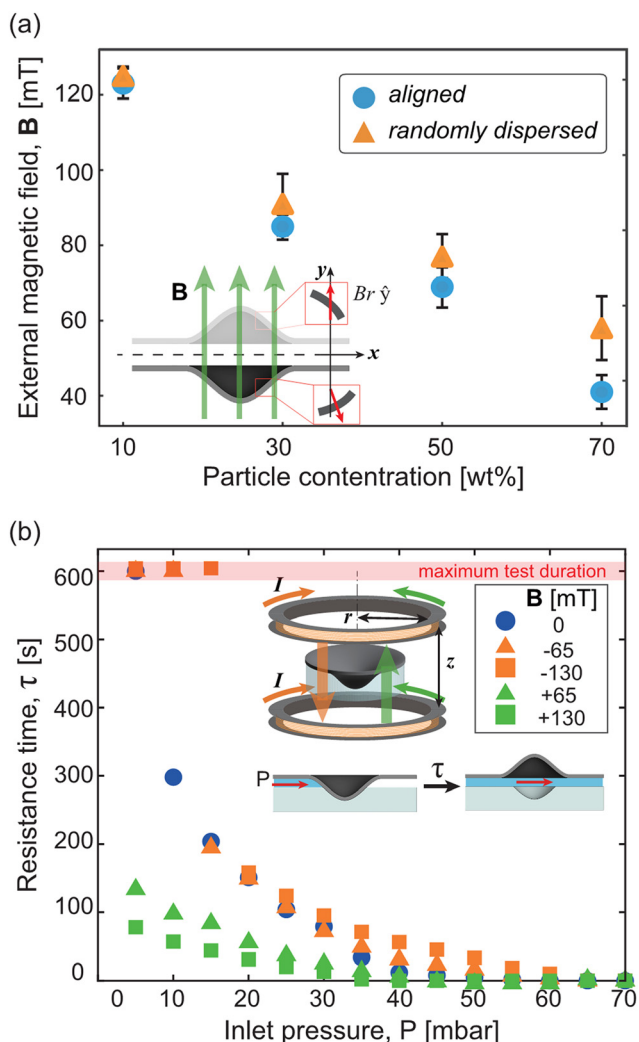 (a)
External magnetic field, B [mT]
120
100
80
60
40
aligned
randomly dispersed
B
y
Br ŷ
x
10
30
50
70
Particle contentration [wt%]
(b)
Resistance time, τ [s]
600
500
400
300
200
100
0
maximum test duration
B [mT]
0
-65
-130
+65
+130
I
r
z
I
P
τ
0
10
20
30
40
50
60
70
Inlet pressure, P [mbar]